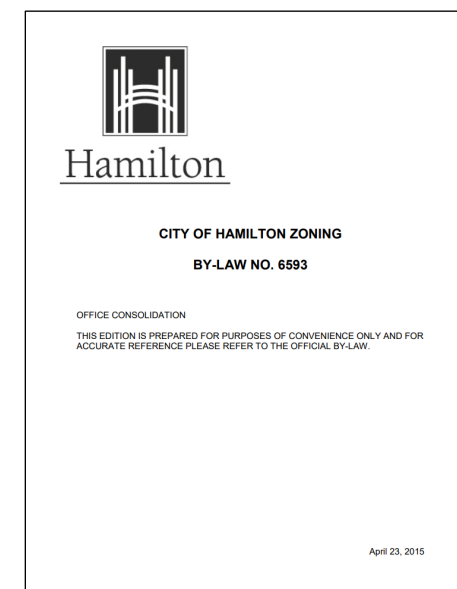 Hamilton
CITY OF HAMILTON ZONING
BY-LAW NO. 6593
OFFICE CONSOLIDATION
THIS EDITION IS PREPARED FOR PURPOSES OF CONVENIENCE ONLY AND FOR
ACCURATE REFERENCE PLEASE REFER TO THE OFFICIAL BY-LAW.
April 23, 2015